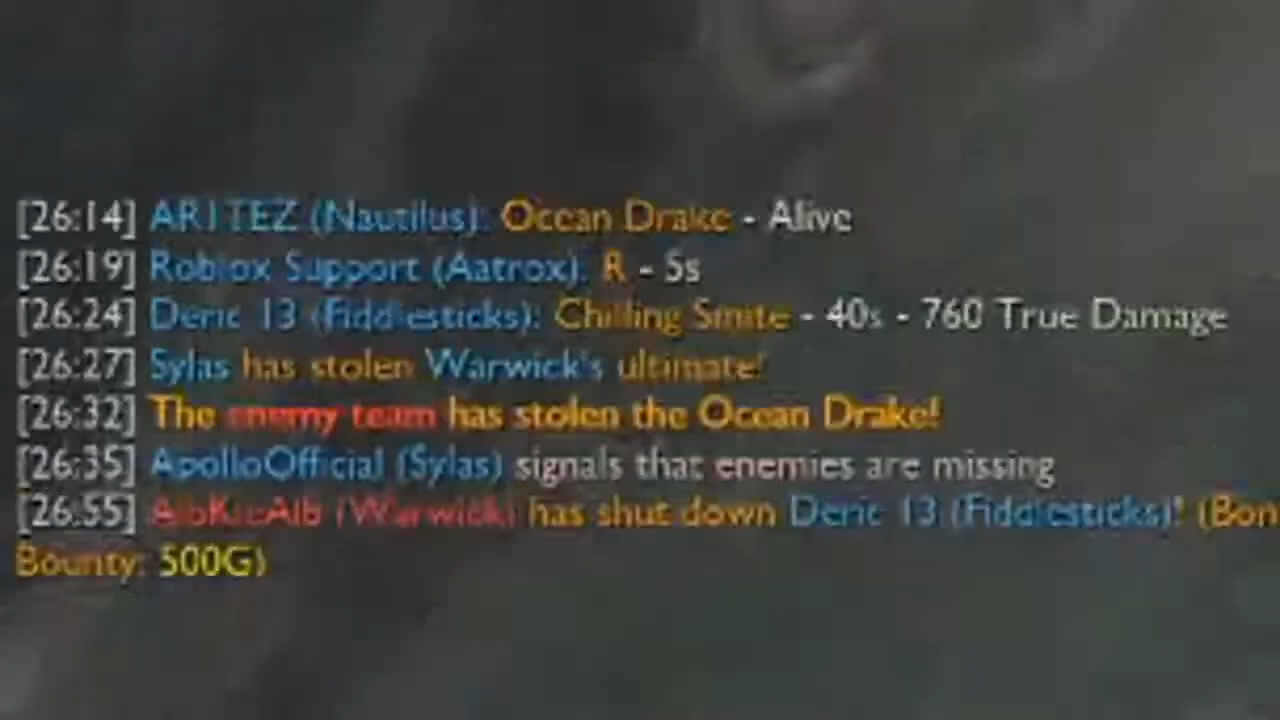 [26:14] AR1TEZ (Nautilus): Ocean Drake - Alive
[26:19] Roblox Support (Aatrox): R - 5s
[26:24] Deric 13 (Fiddlesticks): Chilling Smite - 40s - 760 True Damage
[26:27] Sylas has stolen Warwick's ultimate!
[26:32] The enemy team has stolen the Ocean Drake!
[26:35] ApolloOfficial (Sylas) signals that enemies are missing
[26:55] (Warwick) has shut down Deric 13 (Fiddlesticks)! (Bon
Bounty: 500G)